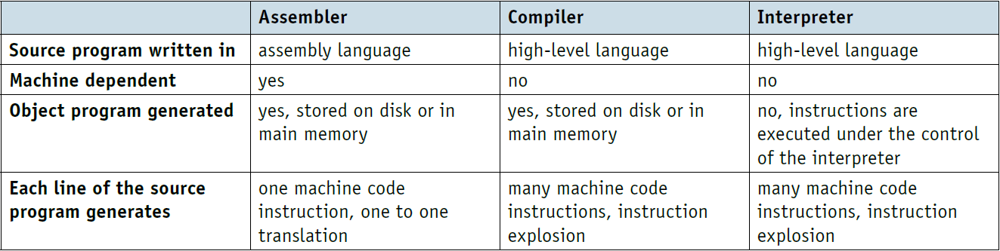 Assembler Compiler Interpreter
Source program written in assembly language high-level language high-level language
Machine dependent yes no no
Object program generated yes, stored on disk or in yes, stored on disk or in no, instructions are
main memory main memory executed under the control
of the interpreter
Each line of the source one machine code many machine code many machine code
program generates instruction, one to one instructions, instruction instructions, instruction
translation explosion explosion